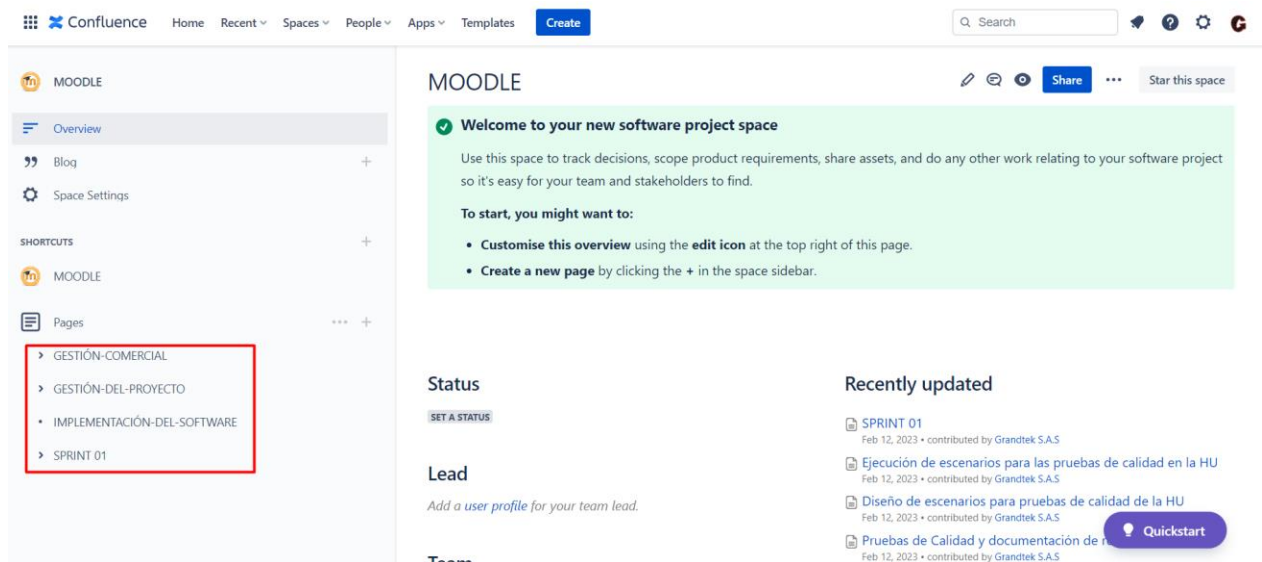 Confluence Home Recent Spaces People Apps Templates Create Search
MOODLE
Overview
Blog
Space Settings
SHORTCUTS
MOODLE
Pages
GESTIÓN-COMERCIAL
GESTIÓN-DEL-PROYECTO
IMPLEMENTACIÓN-DEL-SOFTWARE
SPRINT 01
MOODLE
Share
Star this space
Welcome to your new software project space
Use this space to track decisions, scope product requirements, share assets, and do any other work relating to your software project
so it's easy for your team and stakeholders to find.
To start, you might want to:
• Customise this overview using the edit icon at the top right of this page.
• Create a new page by clicking the + in the space sidebar.
Status
SET A STATUS
Lead
Add a user profile for your team lead.
Team
Recently updated
SPRINT 01
Feb 12, 2023 • contributed by Grandtek S.A.S
Ejecución de escenarios para las pruebas de calidad en la HU
Feb 12, 2023 • contributed by Grandtek S.A.S
Diseño de escenarios para pruebas de calidad de la HU
Feb 12, 2023 • contributed by Grandtek S.A.S
Pruebas de Calidad y documentación de
Feb 12, 2023 • contributed by Grandtek S.A.S
Quickstart